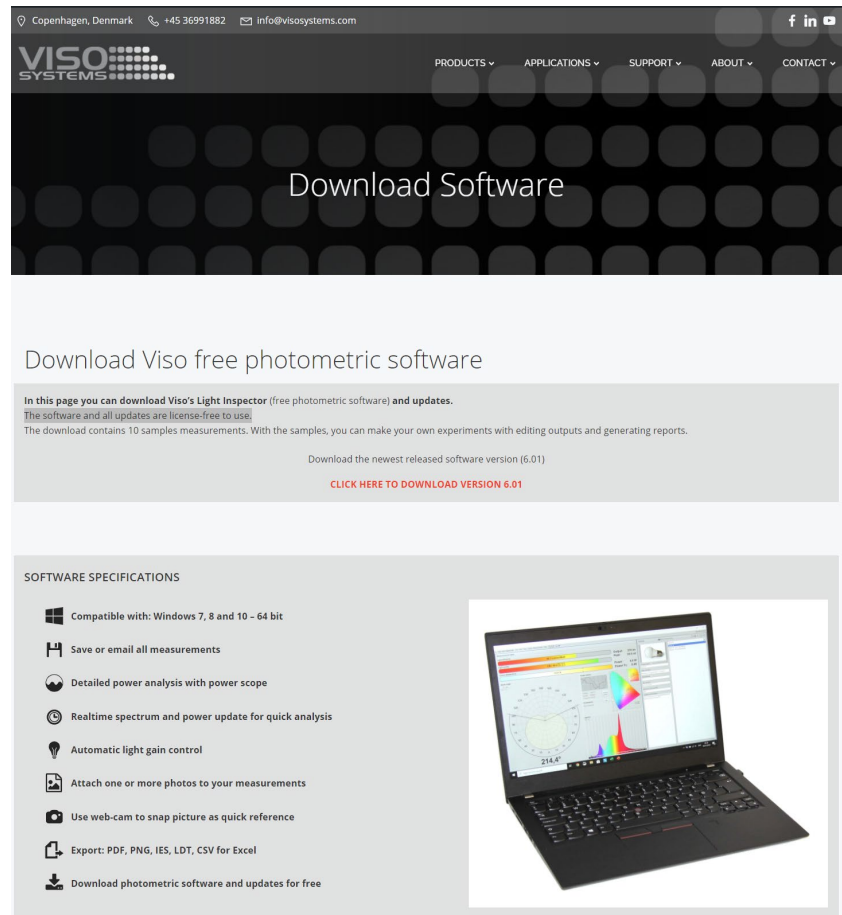 Copenhagen, Denmark +45 36991882 info@visosystems.com
VISO
SYSTEMS
PRODUCTS APPLICATIONS SUPPORT ABOUT CONTACT
Download Software
Download Viso free photometric software
In this page you can download Viso's Light Inspector (free photometric software) and updates.
The software and all updates are license-free to use.
The download contains 10 samples measurements. With the samples, you can make your own experiments with editing outputs and generating reports.
Download the newest released software version (6.01)
CLICK HERE TO DOWNLOAD VERSION 6.01
SOFTWARE SPECIFICATIONS
Compatible with: Windows 7, 8 and 10 – 64 bit
Save or email all measurements
Detailed power analysis with power scope
Realtime spectrum and power update for quick analysis
Automatic light gain control
Attach one or more photos to your measurements
Use web-cam to snap picture as quick reference
Export: PDF, PNG, IES, LDT, CSV for Excel
Download photometric software and updates for free
214,4°